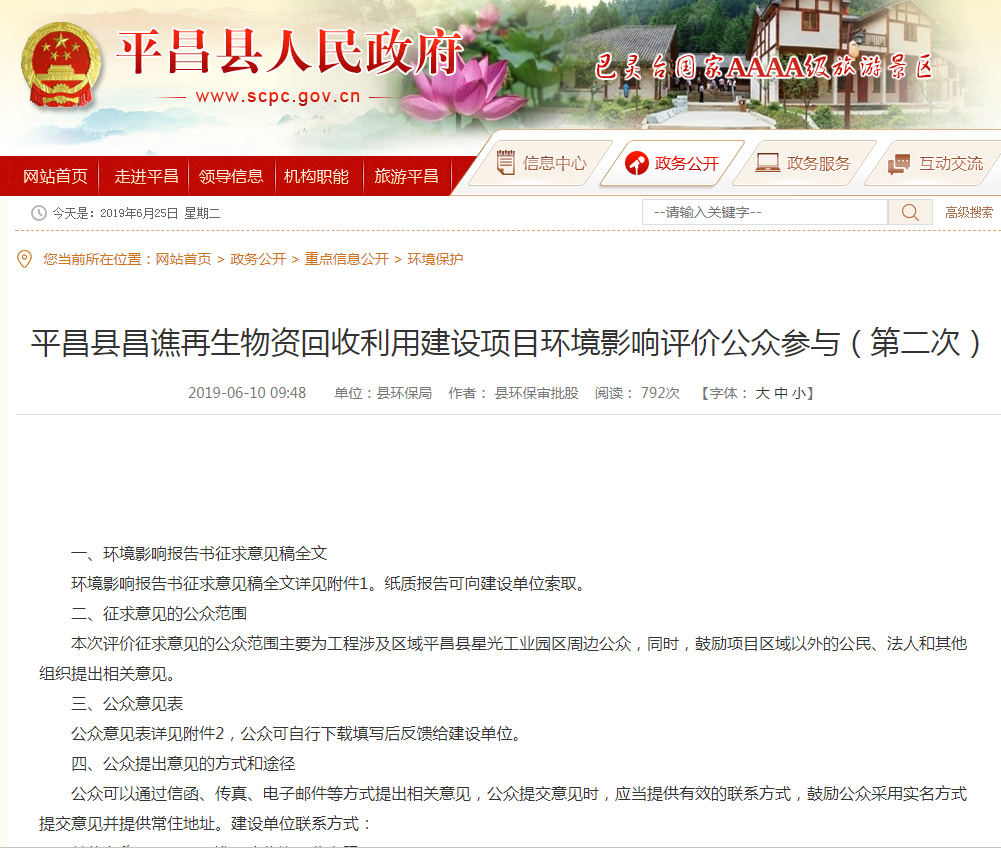 平昌县人民政府
www.scpc.gov.cn
巴灵台国家AAAA级旅游景区
网站首页 走进平昌 领导信息 机构职能 旅游平昌 信息中心 政务公开 政务服务 互动交流
今天是：2019年6月25日 星期二 --请输入关键字-- 高级搜索
您当前所在位置：网站首页 > 政务公开 > 重点信息公开 > 环境保护
平昌县昌谯再生物资回收利用建设项目环境影响评价公众参与（第二次）
2019-06-10 09:48 单位：县环保局 作者： 县环保审批股 阅读： 792次 【字体： 大 中 小】
一、环境影响报告书征求意见稿全文
环境影响报告书征求意见稿全文详见附件1。纸质报告可向建设单位索取。
二、征求意见的公众范围
本次评价征求意见的公众范围主要为工程涉及区域平昌县星光工业园区周边公众，同时，鼓励项目区域以外的公民、法人和其他
组织提出相关意见。
三、公众意见表
公众意见表详见附件2，公众可自行下载填写后反馈给建设单位。
四、公众提出意见的方式和途径
公众可以通过信函、传真、电子邮件等方式提出相关意见，公众提交意见时，应当提供有效的联系方式，鼓励公众采用实名方式
提交意见并提供常住地址。建设单位联系方式：